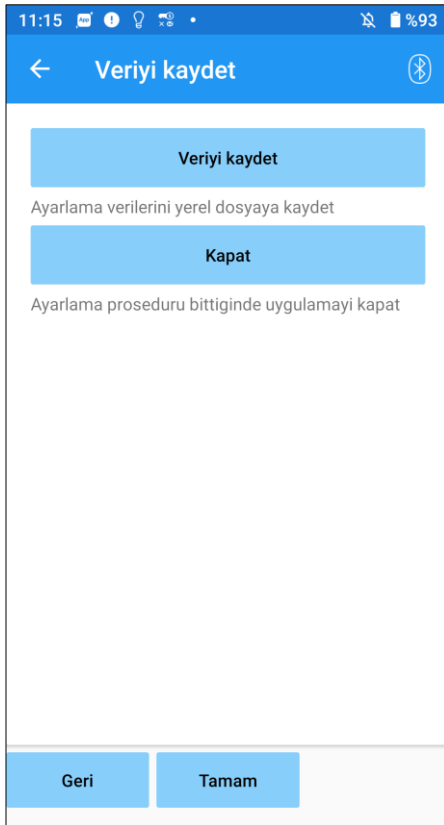 11:15 %93
Veriyi kaydet
Veriyi kaydet
Ayarlama verilerini yerel dosyaya kaydet
Kapat
Ayarlama proseduru bittiginde uygulamayi kapat
Geri Tamam